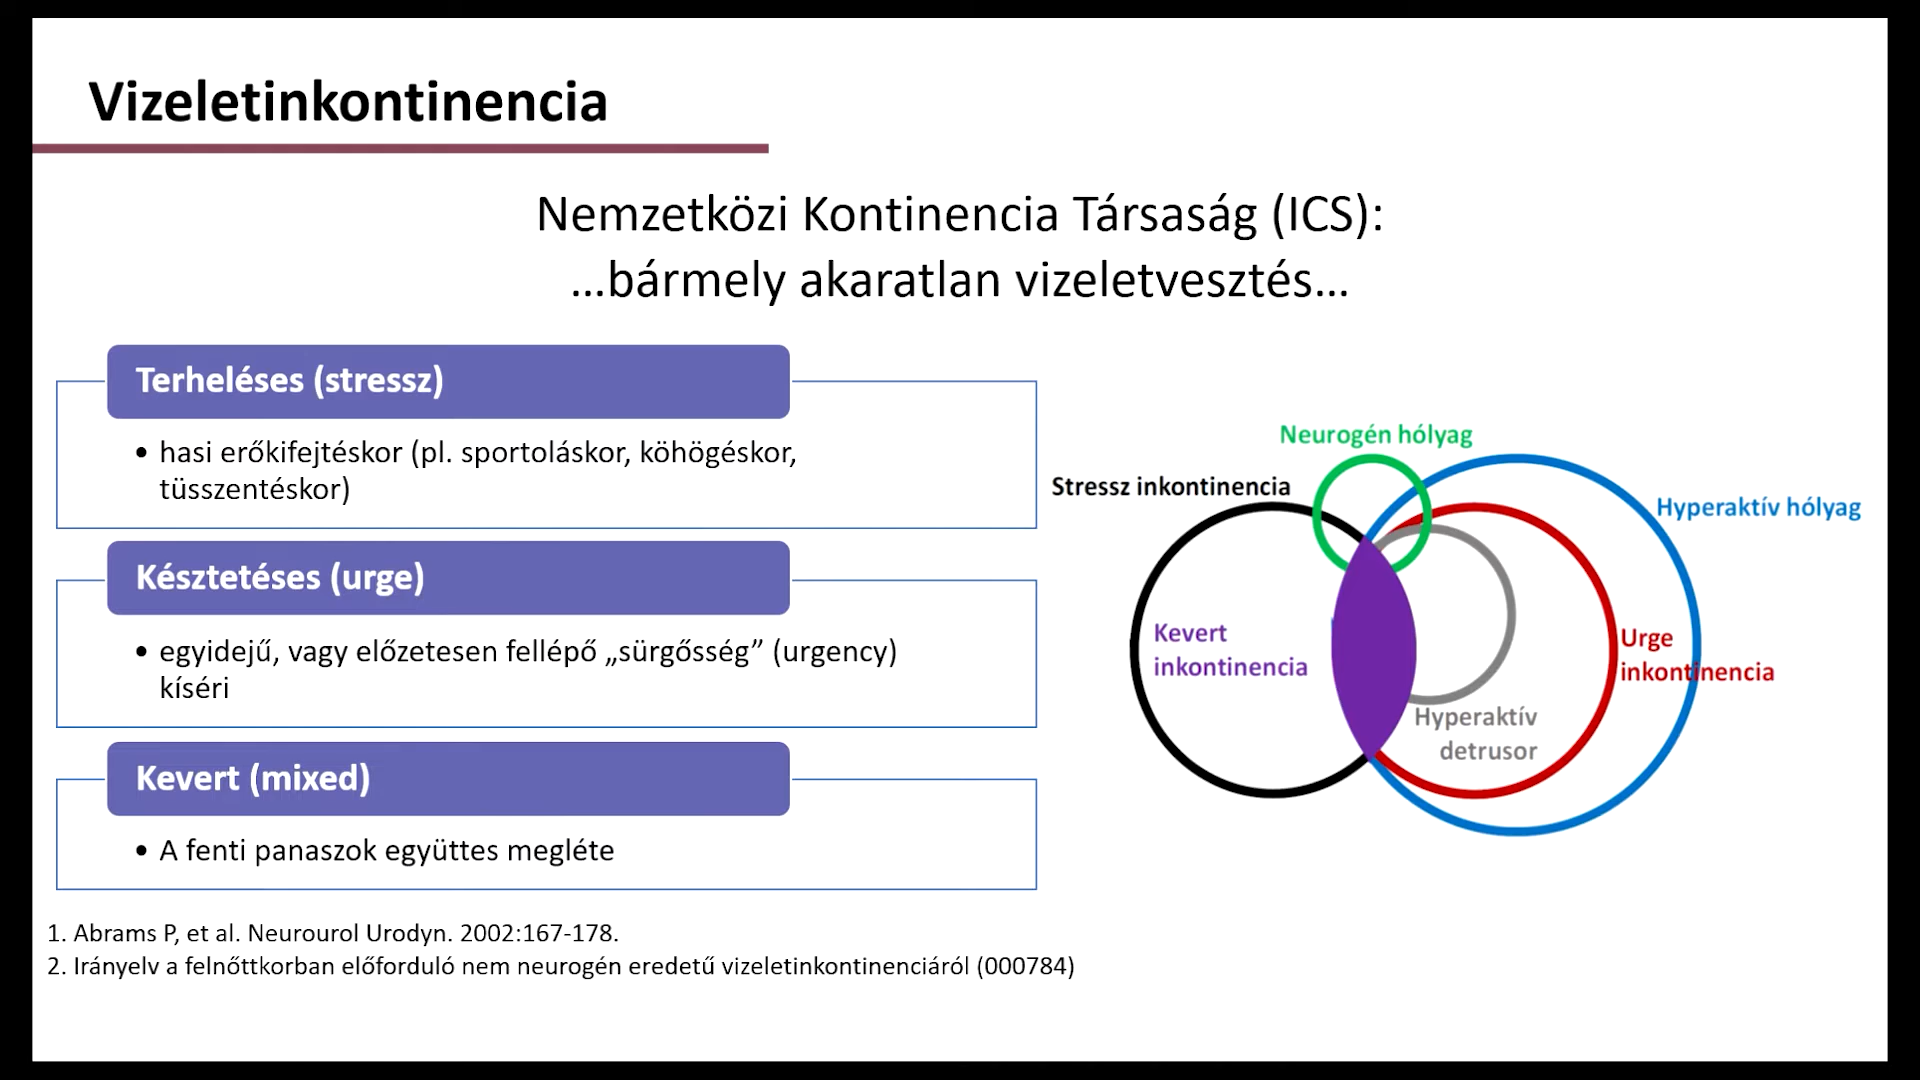 Vizeletinkontinencia
Nemzetközi Kontinencia Társaság (ICS):
...bármely akaratlan vizeletvesztés...
Terheléses (stressz)
• hasi erőkifejtéskor (pl. sportoláskor, köhögéskor,
tüsszentéskor)
Késztetéses (urge)
• egyidejű, vagy előzetesen fellépő „sürgősség” (urgency)
kíséri
Kevert (mixed)
• A fenti panaszok együttes megléte
Neurogén hólyag
Stressz inkontinencia
Hyperaktív hólyag
Kevert
inkontinencia
Urge
inkontinencia
Hyperaktív
detrusor
1. Abrams P, et al. Neurourol Urodyn. 2002:167-178.
2. Irányelv a felnőttkorban előforduló nem neurogén eredetű vizeletinkontinenciáról (000784)